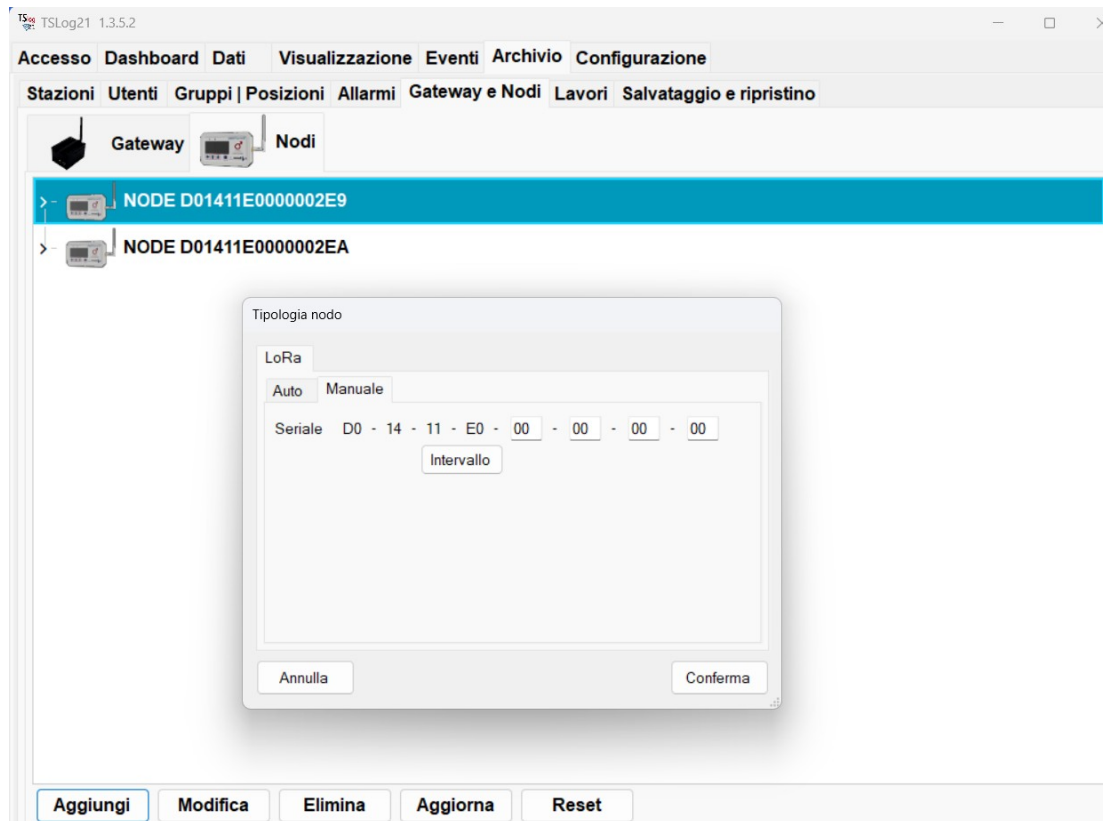 TSLog21 1.3.5.2
Accesso Dashboard Dati Visualizzazione Eventi Archivio Configurazione
Stazioni Utenti Gruppi | Posizioni Allarmi Gateway e Nodi Lavori Salvataggio e ripristino
Gateway Nodi
NODE D01411E0000002E9
NODE D01411E0000002EA
Tipologia nodo
LoRa
Auto Manuale
Seriale D0 - 14 - 11 - E0 - 00 - 00 - 00 - 00
Intervallo
Annulla Conferma
Aggiungi Modifica Elimina Aggiorna Reset